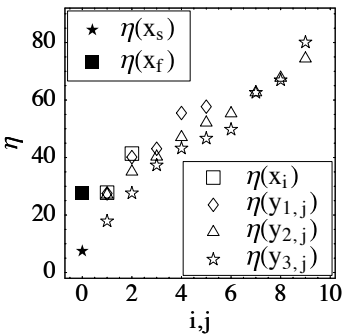 80
60
40
20
0
η
★ η(x_s)
■ η(x_f)
□ η(x_i)
◇ η(y_{1,j})
△ η(y_{2,j})
☆ η(y_{3,j})
0 2 4 6 8 10
i,j